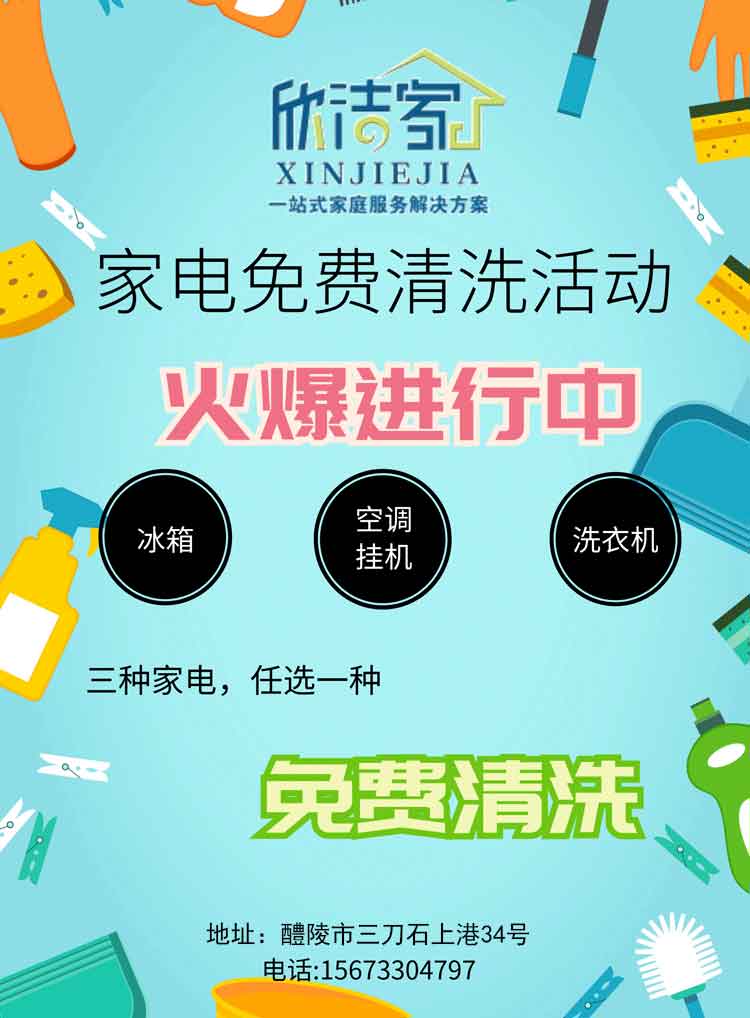 欣洁家
XINJIEJIA
一站式家庭服务解决方案
家电免费清洗活动
火爆进行中
冰箱
空调
挂机
洗衣机
三种家电，任选一种
免费清洗
地址：醴陵市三刀石上港34号
电话:15673304797